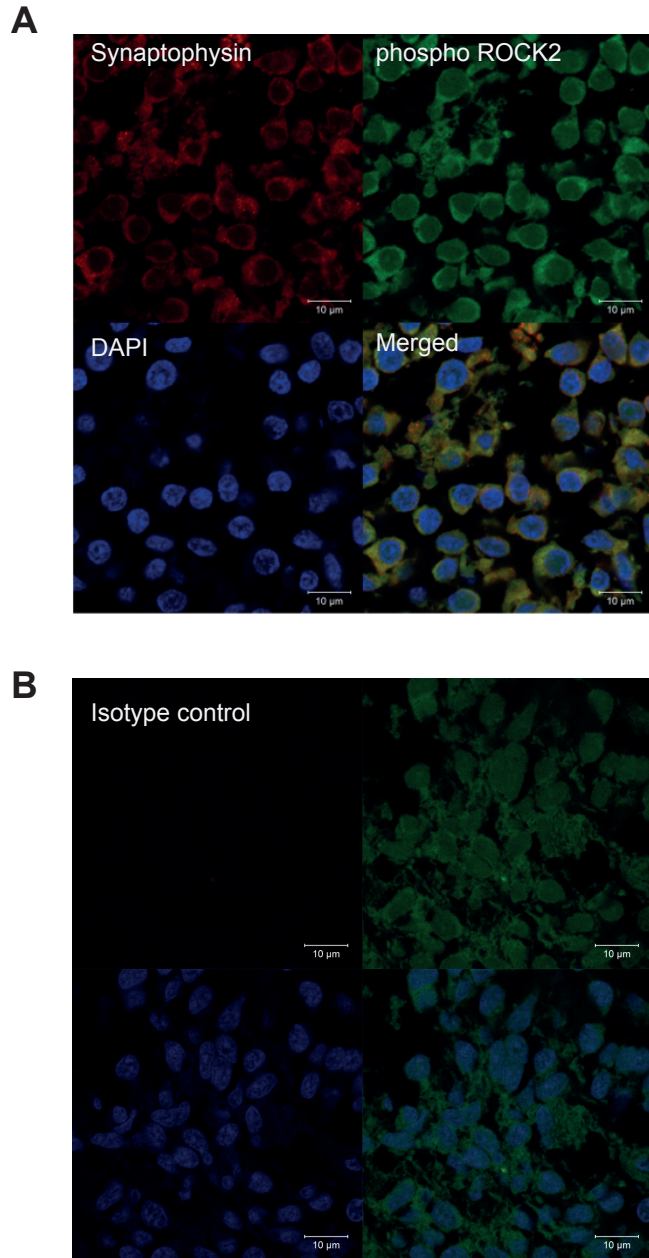 A
Synaptophysin
phospho ROCK2
10 µm
10 µm
DAPI
Merged
10 µm
10 µm
B
Isotype control
10 µm
10 µm
10 µm
10 µm